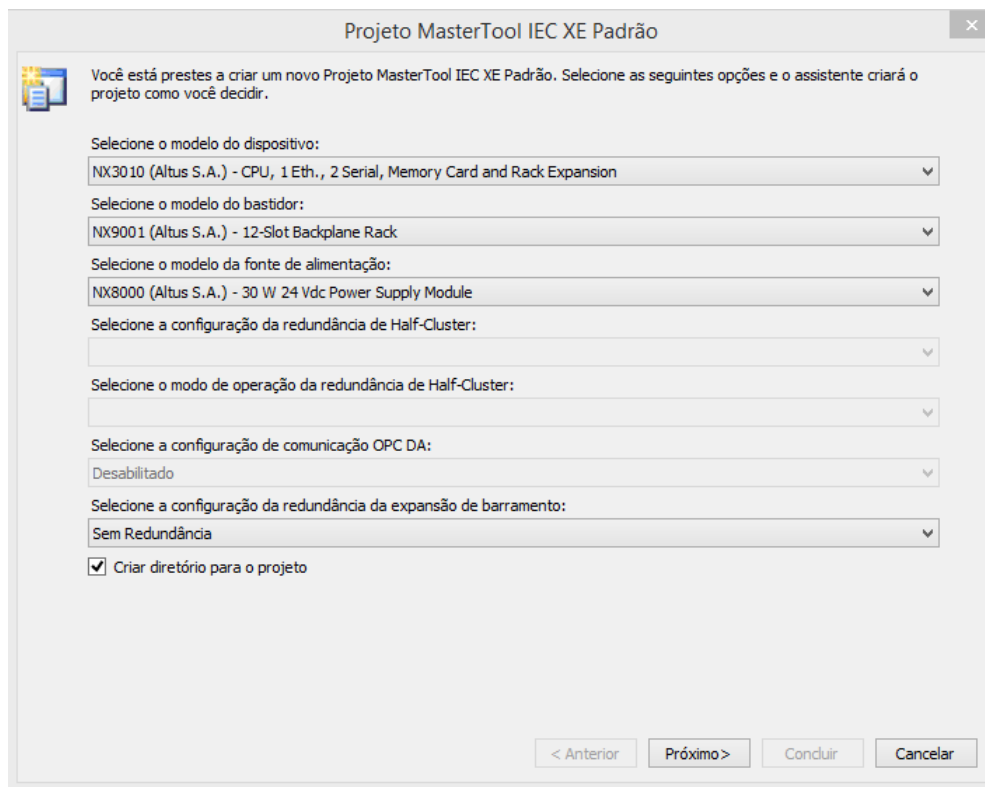 Projeto MasterTool IEC XE Padrão
Você está prestes a criar um novo Projeto MasterTool IEC XE Padrão. Selecione as seguintes opções e o assistente criará o
projeto como você decidir.
Selecione o modelo do dispositivo:
NX3010 (Altus S.A.) - CPU, 1 Eth., 2 Serial, Memory Card and Rack Expansion
Selecione o modelo do bastidor:
NX9001 (Altus S.A.) - 12-Slot Backplane Rack
Selecione o modelo da fonte de alimentação:
NX8000 (Altus S.A.) - 30 W 24 Vdc Power Supply Module
Selecione a configuração da redundância de Half-Cluster:
Selecione o modo de operação da redundância de Half-Cluster:
Selecione a configuração de comunicação OPC DA:
Desabilitado
Selecione a configuração da redundância da expansão de barramento:
Sem Redundância
Criar diretório para o projeto
< Anterior Próximo > Concluir Cancelar